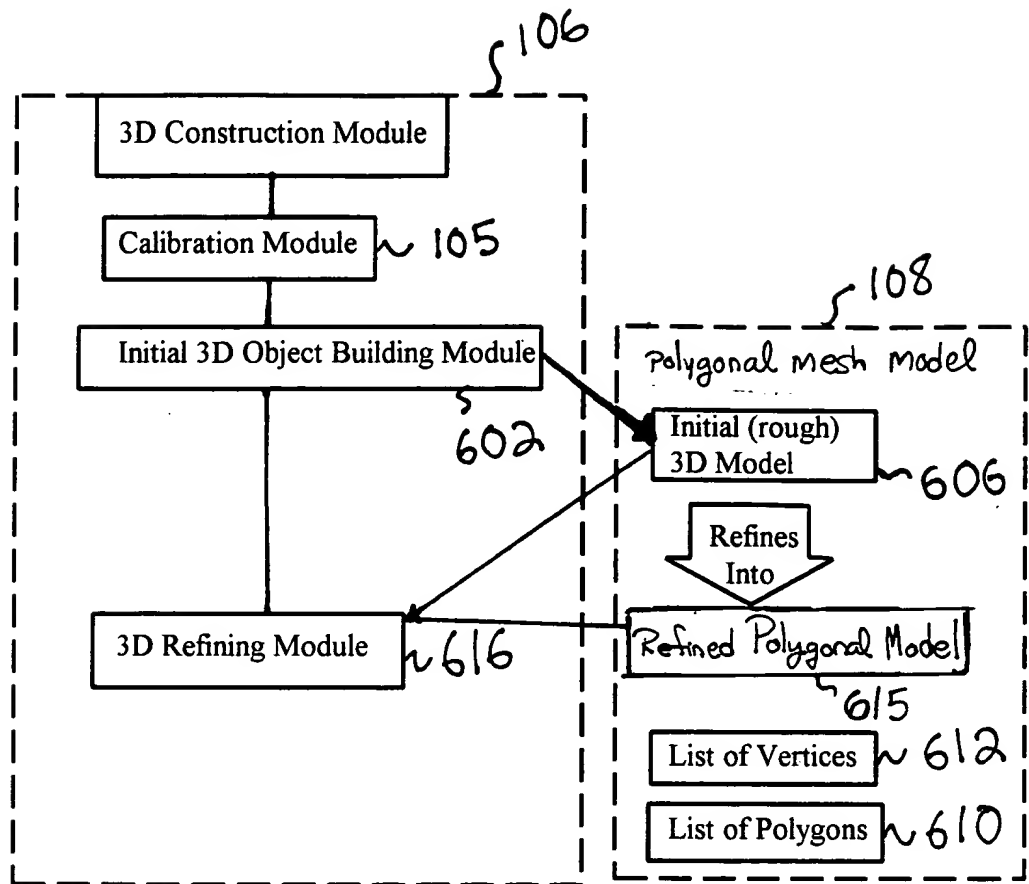 106
3D Construction Module
Calibration Module
105
108
Initial 3D Object Building Module
602
polygonal mesh model
Initial (rough)
3D Model
606
Refines
Into
3D Refining Module
616
Refined Polygonal Model
615
List of Vertices
612
List of Polygons
610